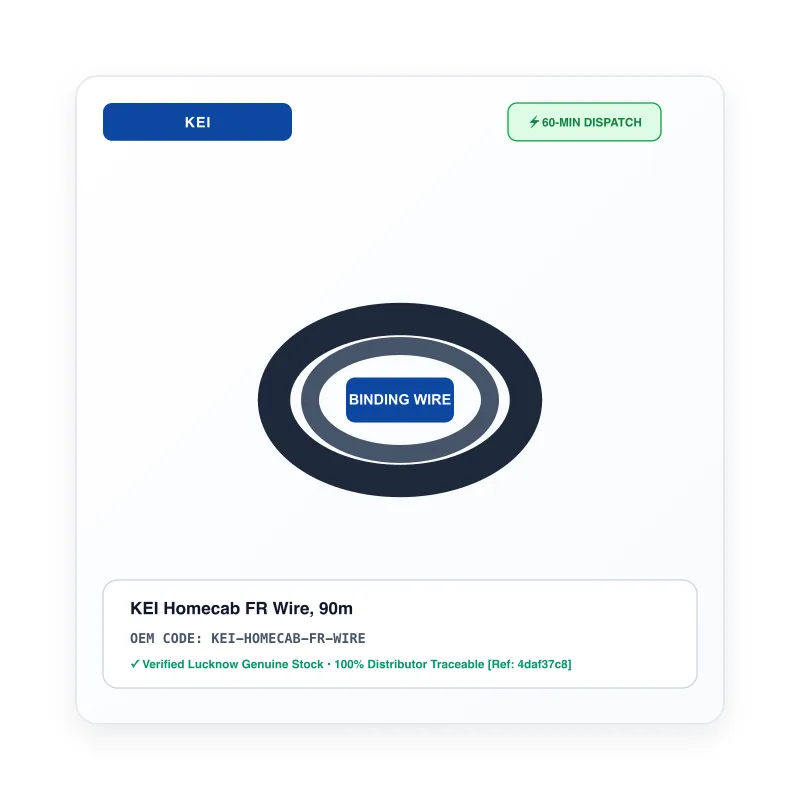 KEI
⚡60-MIN DISPATCH
BINDING WIRE
KEI Homecab FR Wire, 90m
OEM CODE: KEI-HOMECAB-FR-WIRE
✓ Verified Lucknow Genuine Stock · 100% Distributor Traceable [Ref: 4daf37c8]